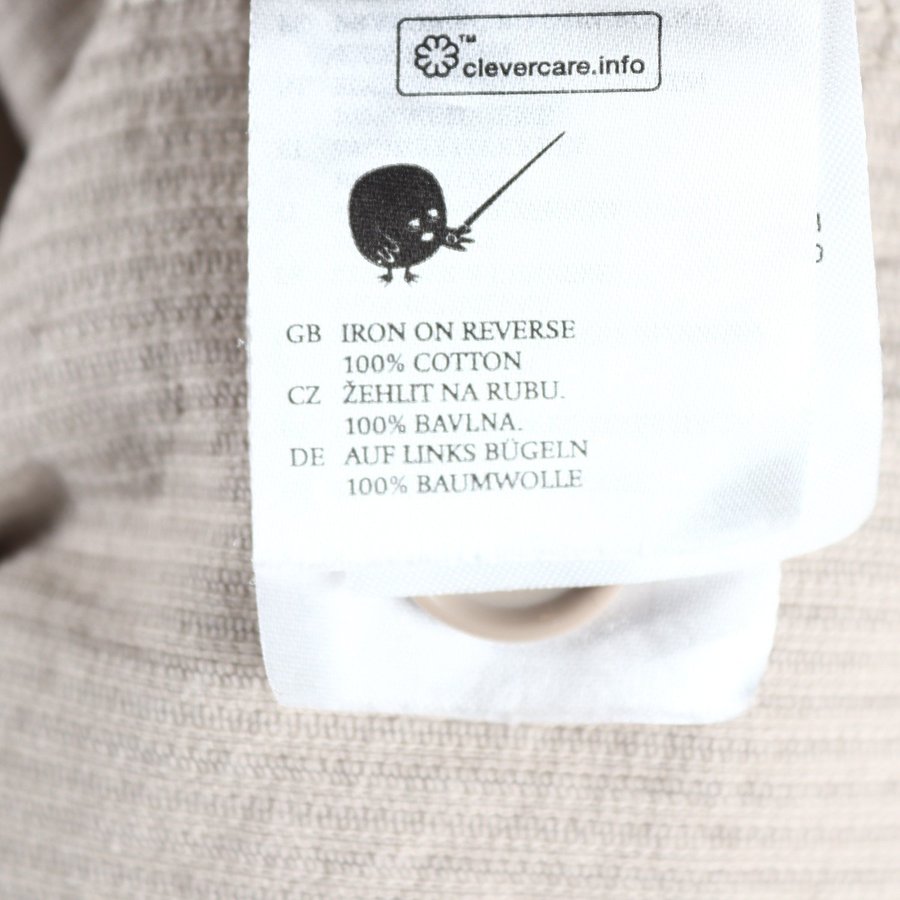 ™
clevercare.info
GB IRON ON REVERSE
100% COTTON
CZ ŽEHLIT NA RUBU.
100% BAVLNA.
DE AUF LINKS BÜGELN
100% BAUMWOLLE